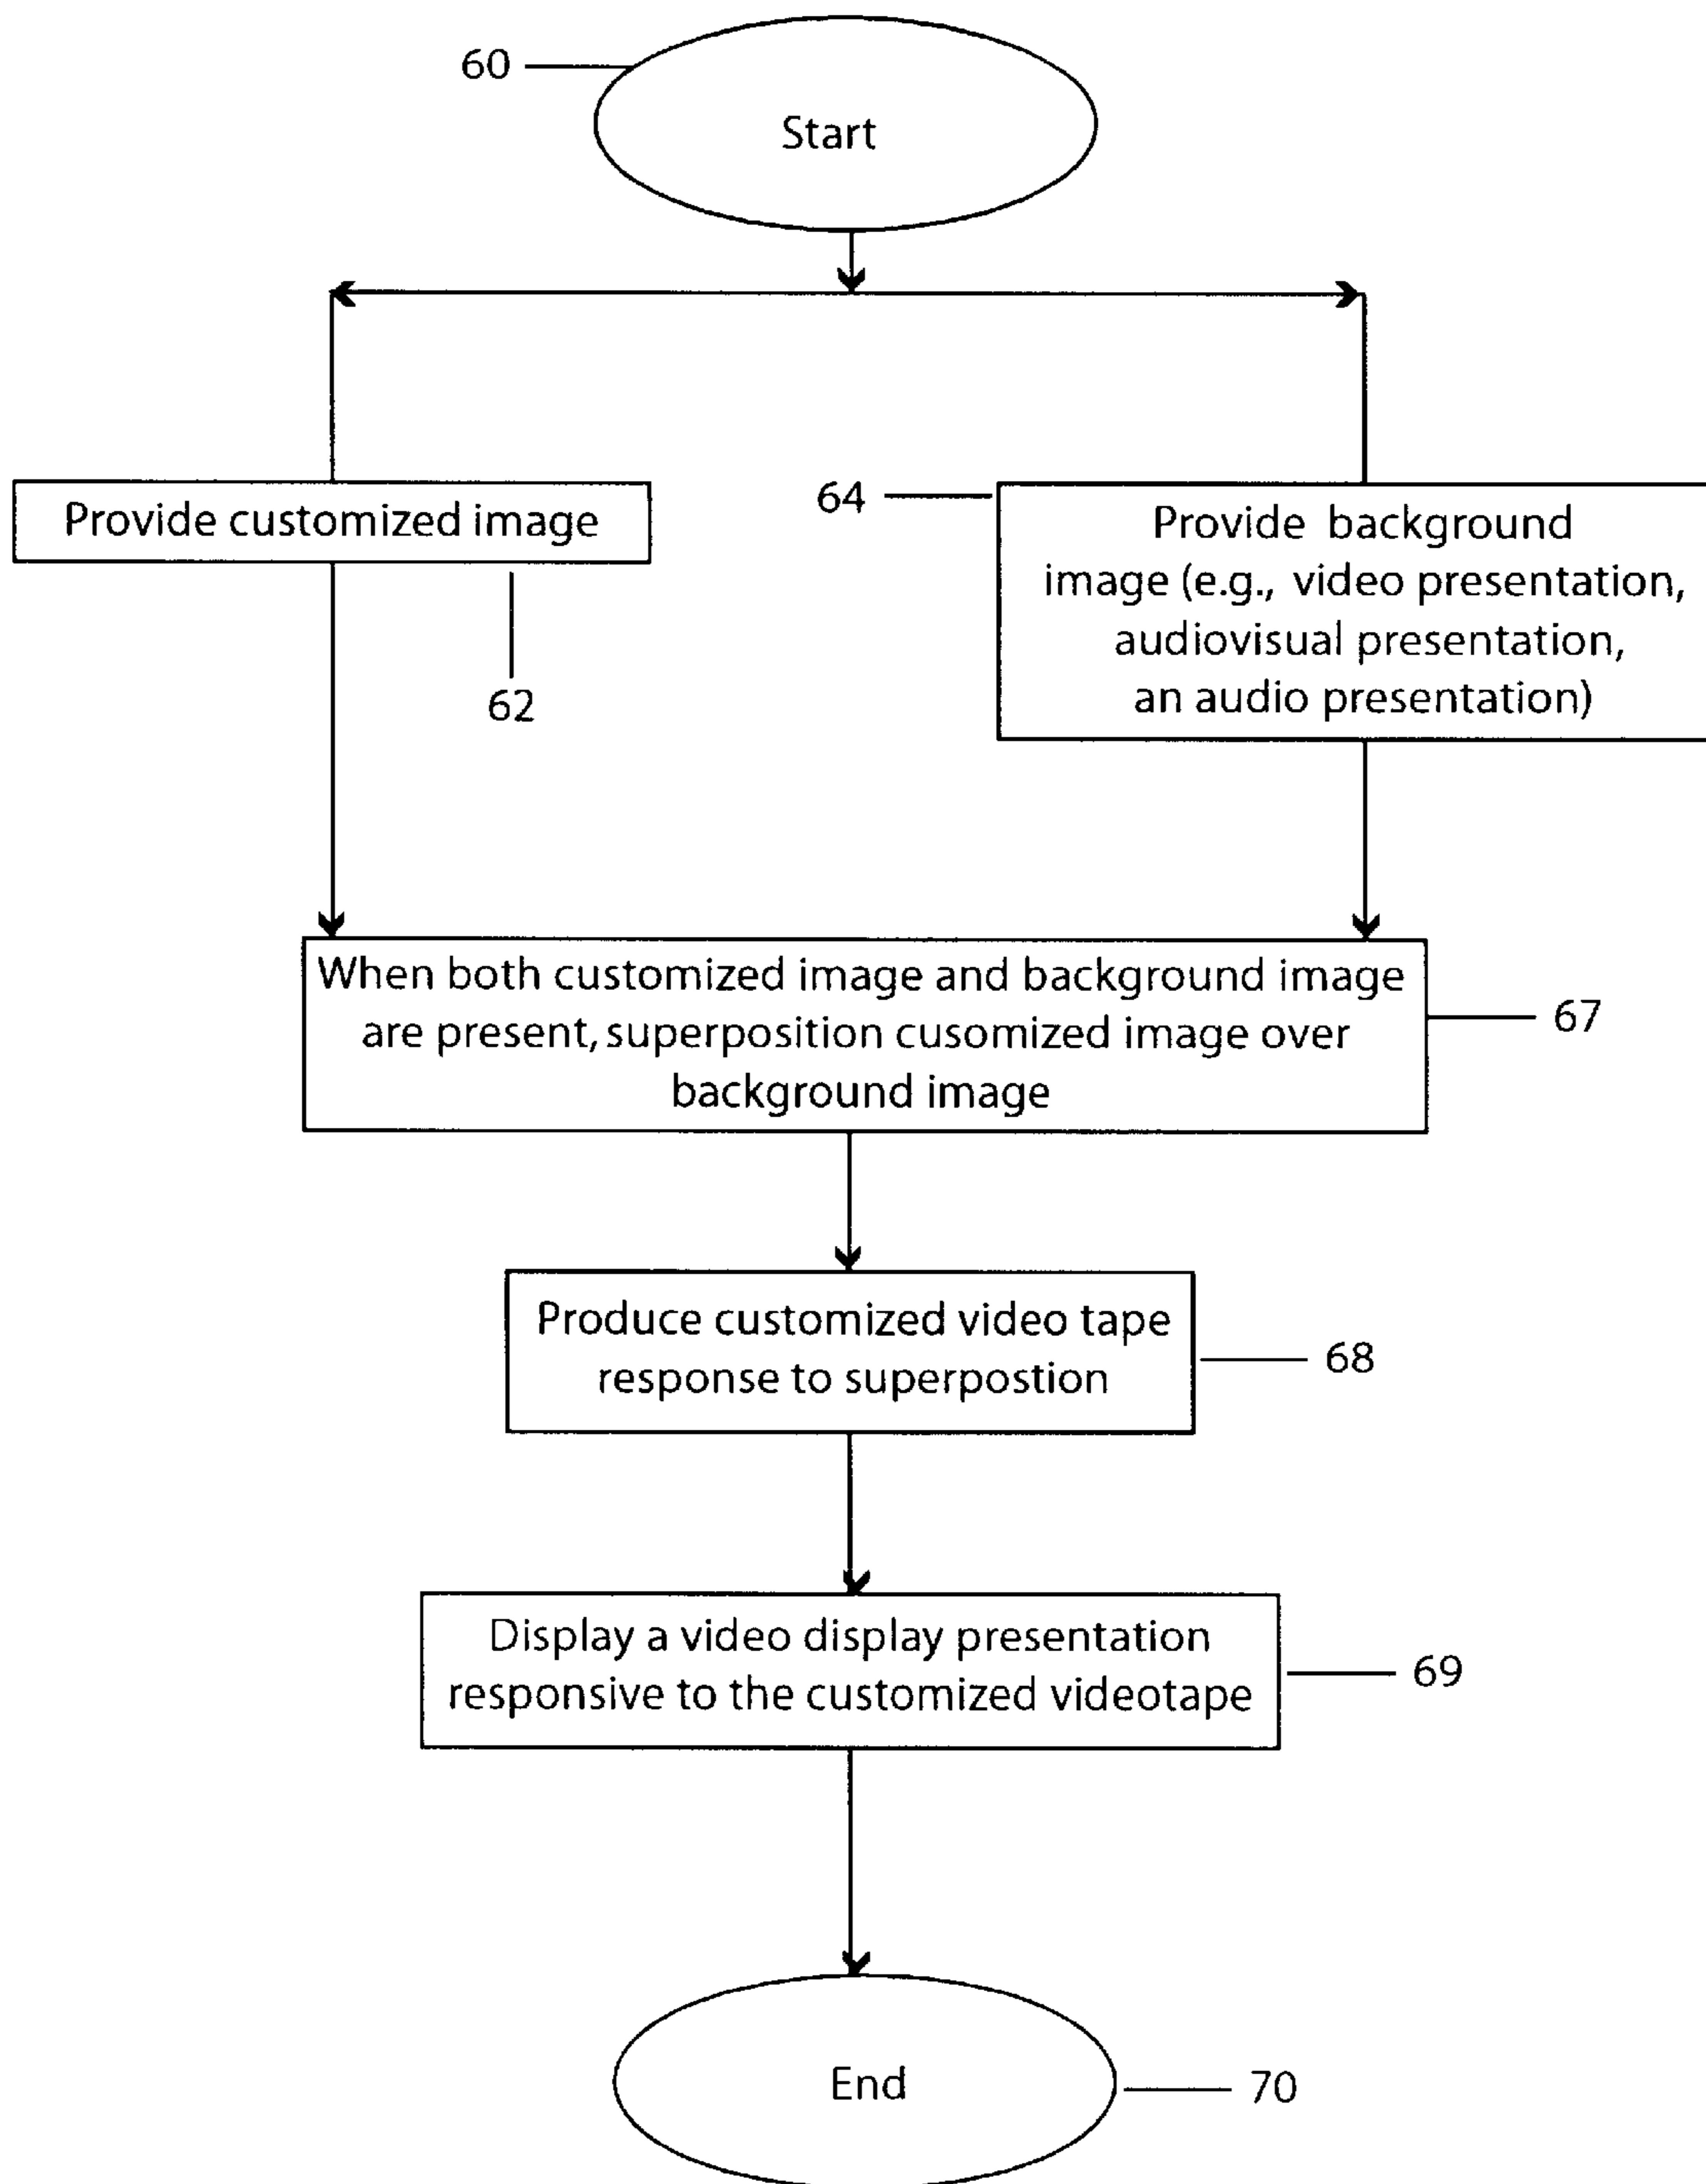 60
Start
Provide customized image
62
64
Provide background
image (e.g., video presentation,
audiovisual presentation,
an audio presentation)
When both customized image and background image
are present, superposition cusomized image over
background image
67
Produce customized video tape
response to superpostion
68
Display a video display presentation
responsive to the customized videotape
69
End
70